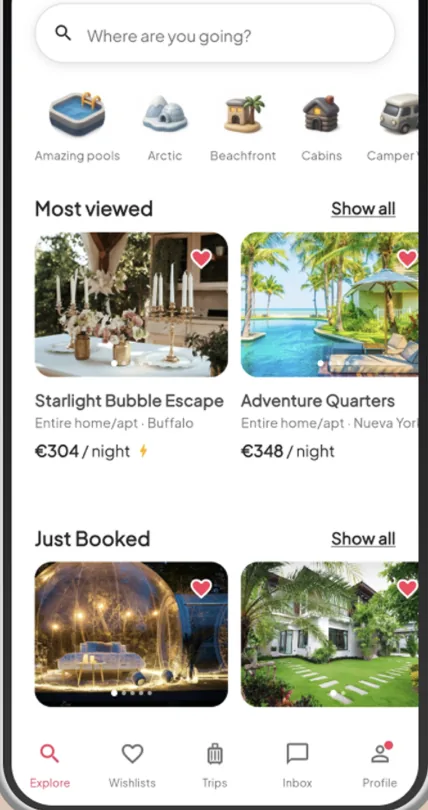 Where are you going?
Amazing pools
Arctic
Beachfront
Cabins
Camper
Most viewed
Show all
Starlight Bubble Escape
Adventure Quarters
Entire home/apt · Buffalo
Entire home/apt · Nueva Yor
€304 / night
€348 / night
Just Booked
Show all
Explore
Wishlists
Trips
Inbox
Profile